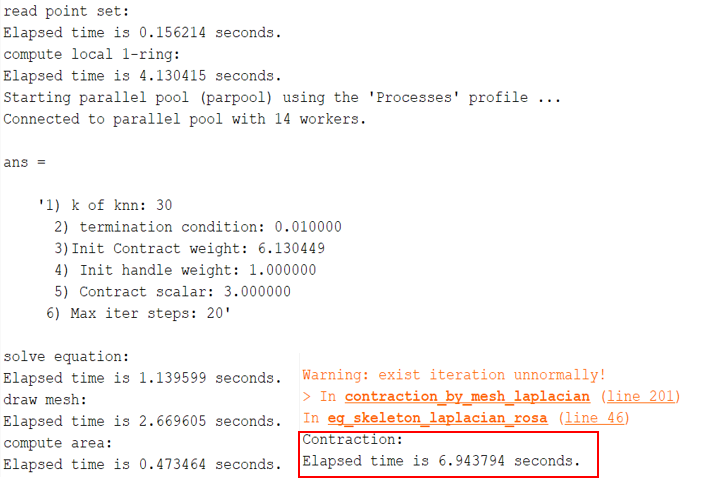 read point set:
Elapsed time is 0.156214 seconds.
compute local 1-ring:
Elapsed time is 4.130415 seconds.
Starting parallel pool (parpool) using the 'Processes' profile ...
Connected to parallel pool with 14 workers.
ans =
'1) k of knn: 30
2) termination condition: 0.010000
3)Init Contract weight: 6.130449
4) Init handle weight: 1.000000
5) Contract scalar: 3.000000
6) Max iter steps: 20'
solve equation:
Elapsed time is 1.139599 seconds.
draw mesh:
Elapsed time is 2.669605 seconds.
compute area:
Elapsed time is 0.473464 seconds.
Warning: exist iteration unnormally!
> In contraction_by_mesh_laplacian (line 201)
In eg_skeleton_laplacian_rosa (line 46)
Contraction:
Elapsed time is 6.943794 seconds.